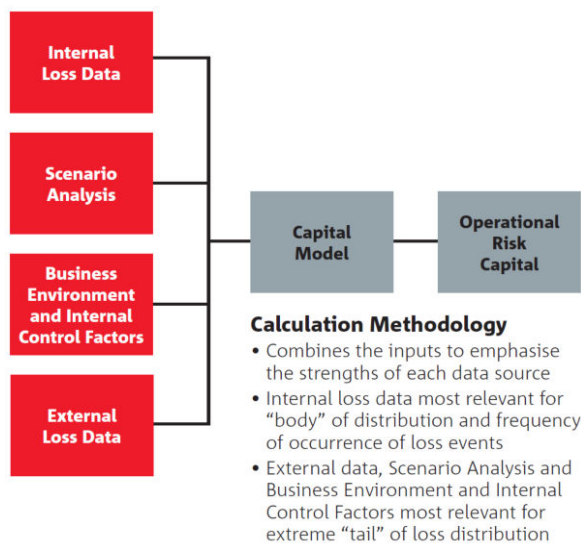 Internal
Loss Data
Scenario
Analysis
Business
Environment
and Internal
Control Factors
External
Loss Data
Capital
Model
Operational
Risk
Capital
Calculation Methodology
• Combines the inputs to emphasise
the strengths of each data source
• Internal loss data most relevant for
“body” of distribution and frequency
of occurrence of loss events
• External data, Scenario Analysis and
Business Environment and Internal
Control Factors most relevant for
extreme “tail” of loss distribution